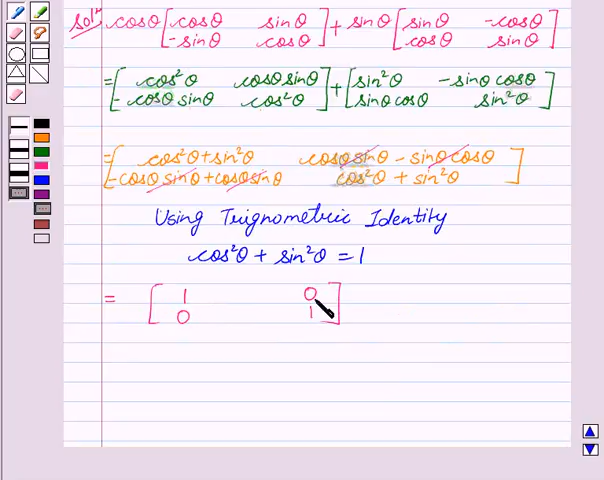 Solⁿ cosθ [ cosθ sinθ ] + sinθ [ sinθ -cosθ ]
-sinθ cosθ cosθ sinθ
= [ cos²θ cosθ sinθ ] + [ sin²θ -sinθ cosθ ]
-cosθ sinθ cos²θ sinθ cosθ sin²θ
= [ cos²θ + sin²θ cosθ sinθ - sinθ cosθ ]
-cosθ sinθ + cosθ sinθ cos²θ + sin²θ
Using Trignometric Identity
cos²θ + sin²θ = 1
= [ 1 0 ]
0 1